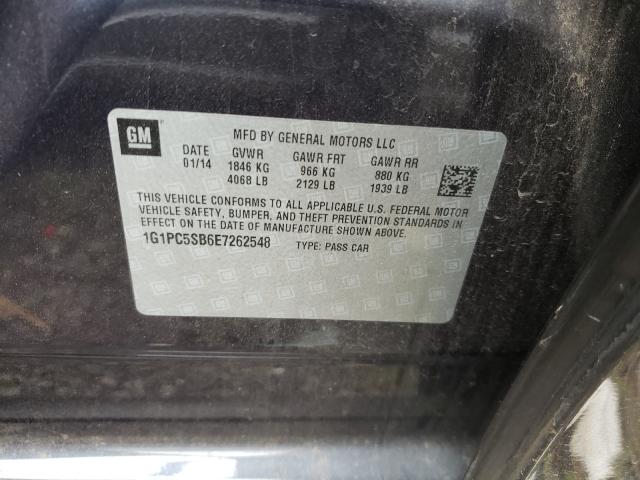 GM
MFD BY GENERAL MOTORS LLC
DATE GVWR GAWR FRT GAWR RR
01/14 1846 KG 966 KG 880 KG
4068 LB 2129 LB 1939 LB
THIS VEHICLE CONFORMS TO ALL APPLICABLE U.S. FEDERAL MOTOR
VEHICLE SAFETY, BUMPER, AND THEFT PREVENTION STANDARDS IN
EFFECT ON THE DATE OF MANUFACTURE SHOWN ABOVE.
1G1PC5SB6E7262548 TYPE: PASS CAR